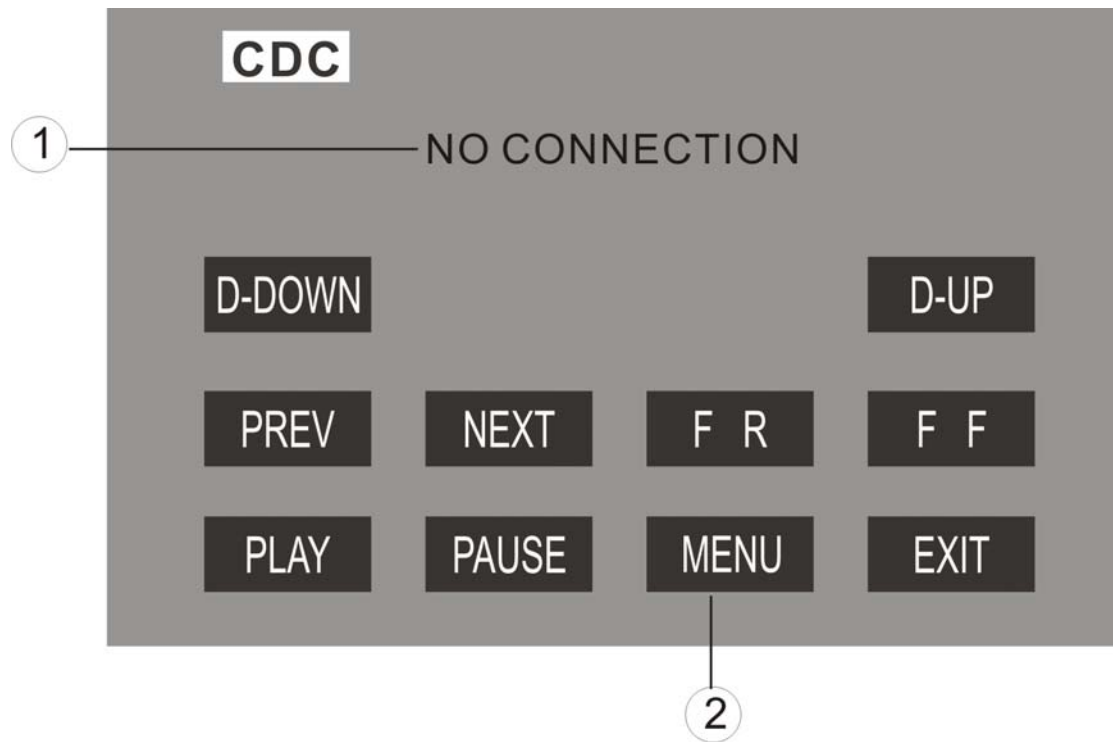 CDC
1 NO CONNECTION
D-DOWN D-UP
PREV NEXT F R F F
PLAY PAUSE MENU EXIT
2